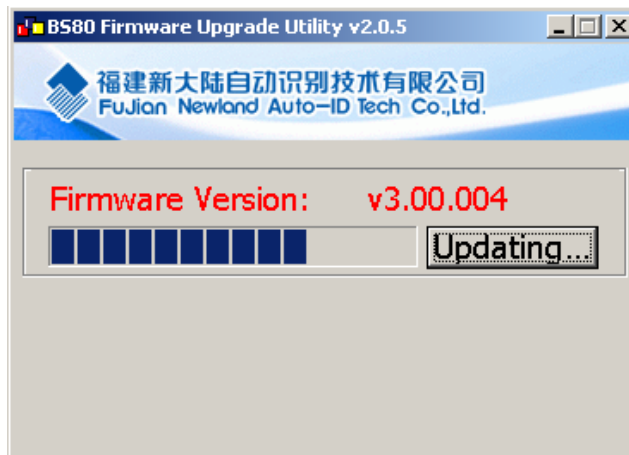 BS80 Firmware Upgrade Utility v2.0.5
福建新大陆自动识别技术有限公司
FuJian Newland Auto-ID Tech Co.,Ltd.
Firmware Version: v3.00.004
Updating...